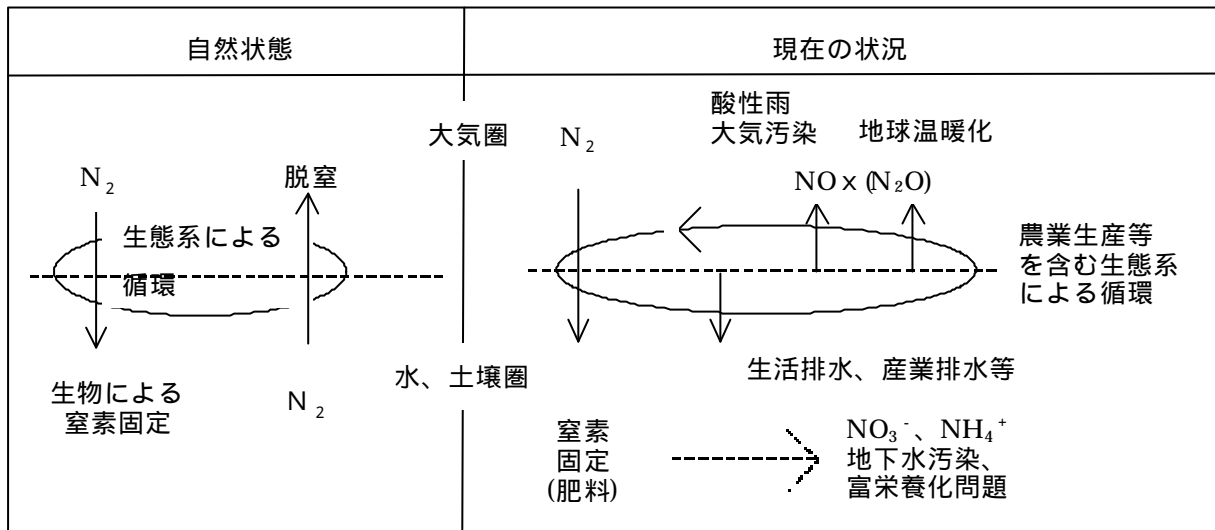 自然状態
現在の状況
大気圏
N₂
脱窒
生態系による
循環
生物による
窒素固定
N₂
水、土壌圏
N₂
酸性雨
大気汚染
地球温暖化
NOx (N₂O)
農業生産等
を含む生態系
による循環
生活排水、産業排水等
窒素
固定
(肥料)
NO₃⁻、NH₄⁺
地下水汚染、
富栄養化問題